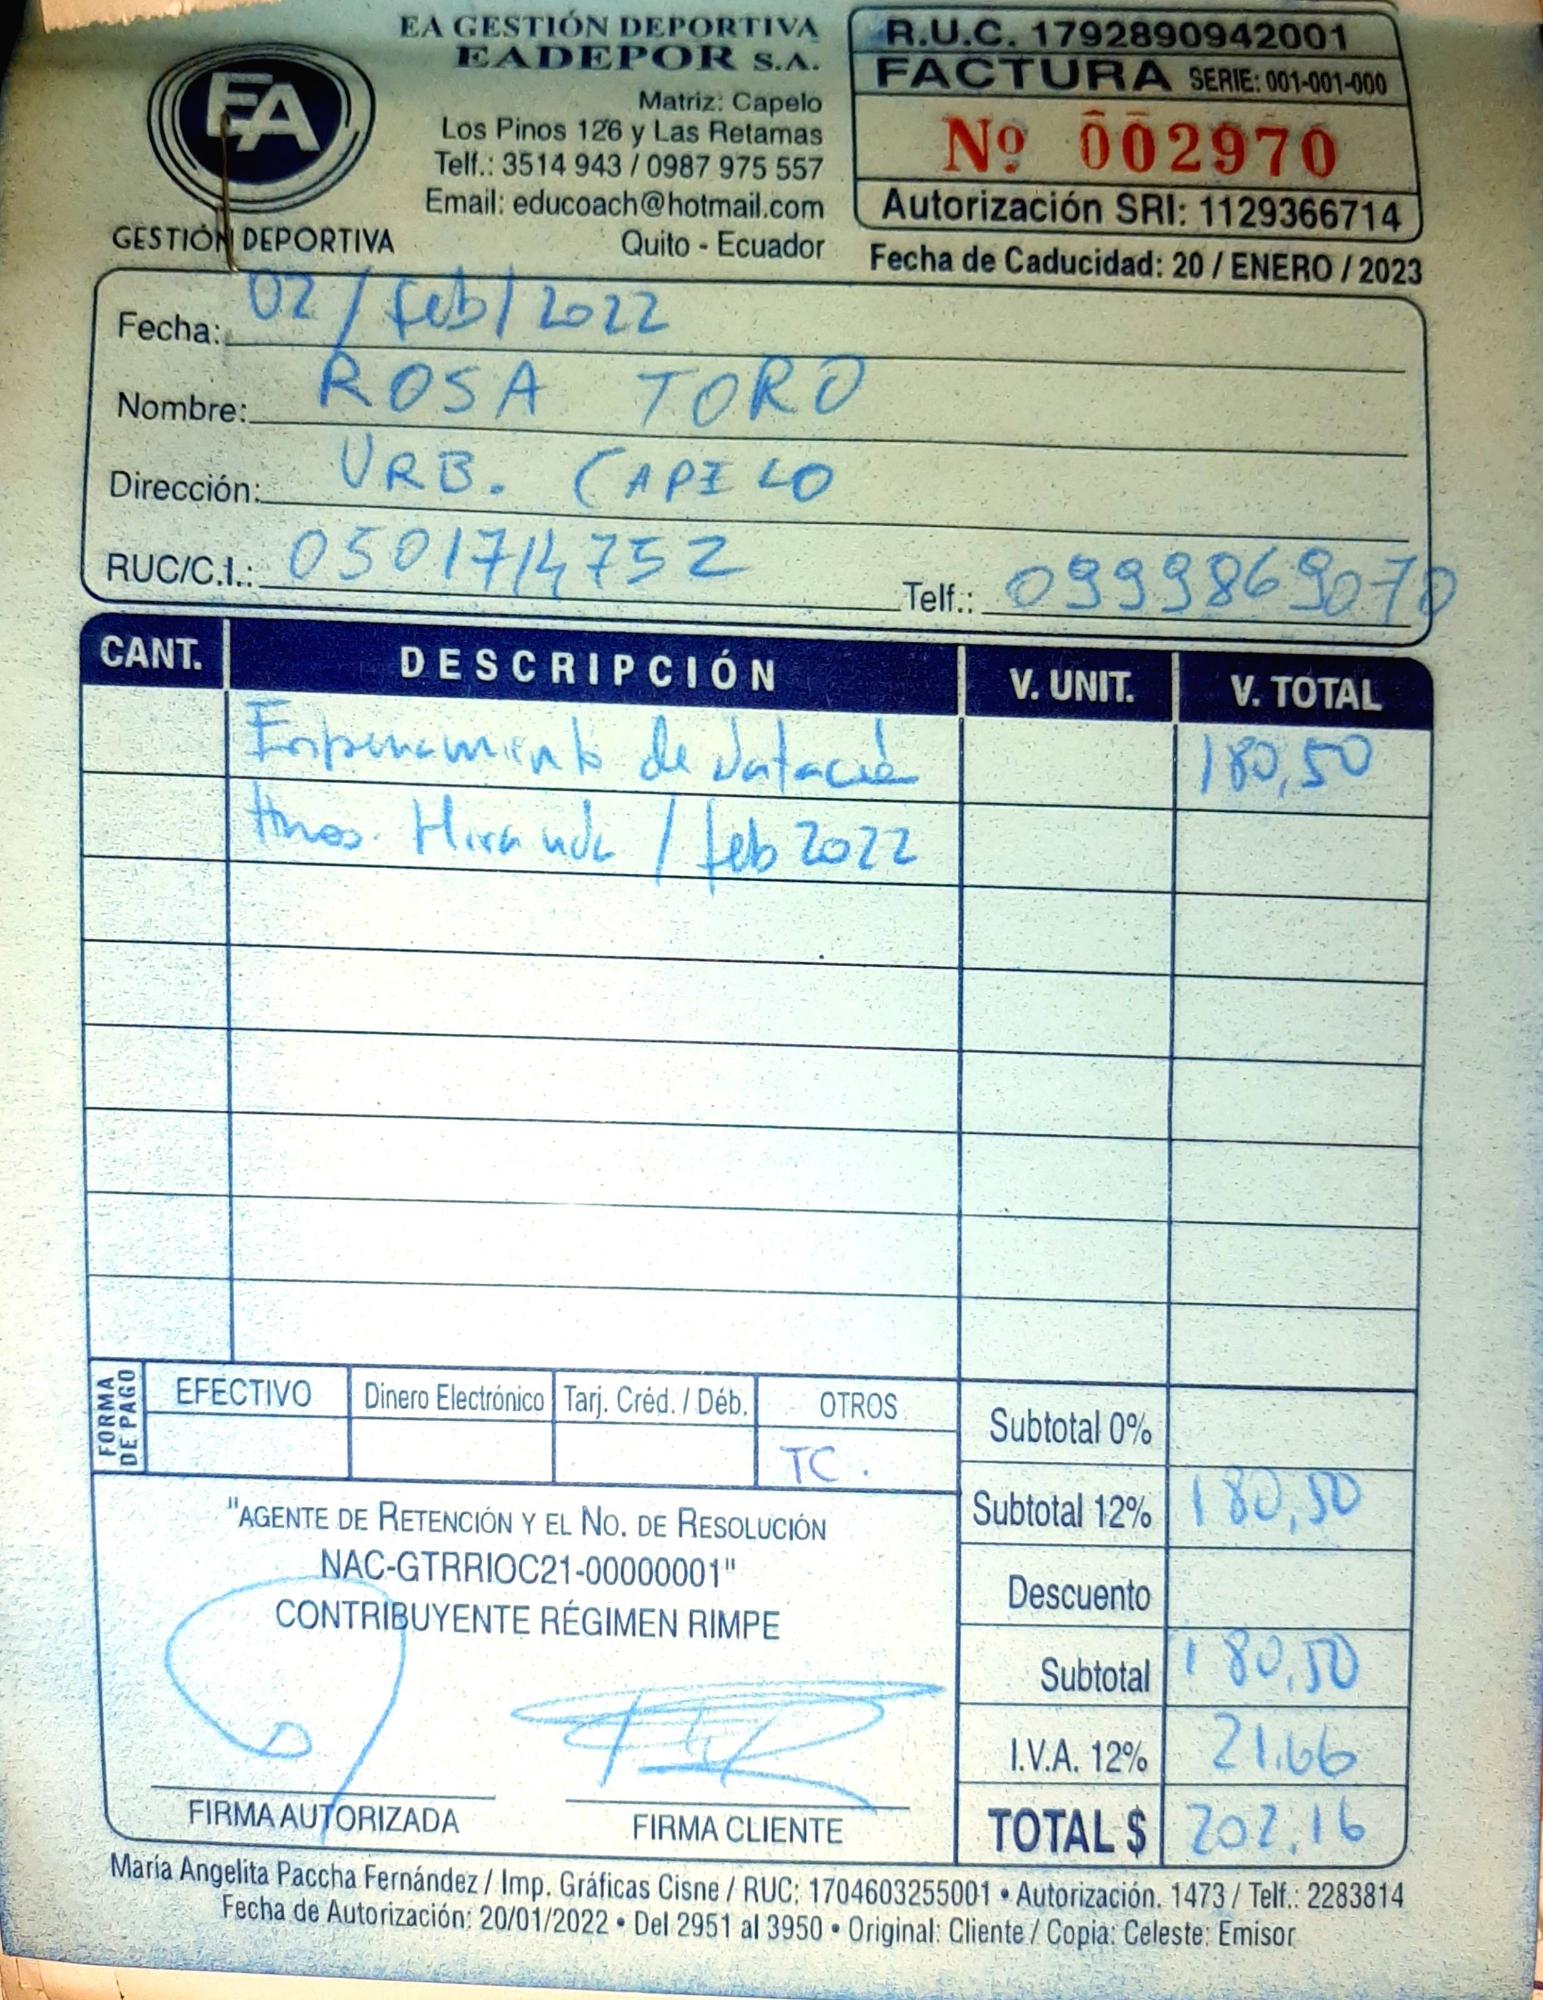 EA GESTIÓN DEPORTIVA
EADEPOR S.A.
EA
GESTIÓN DEPORTIVA
Matriz: Capelo
Los Pinos 126 y Las Retamas
Telf.: 3514 943 / 0987 975 557
Email: educoach@hotmail.com
Quito - Ecuador
R.U.C. 1792890942001
FACTURA SERIE: 001-001-000
Nº 002970
Autorización SRI: 1129366714
Fecha de Caducidad: 20 / ENERO / 2023
Fecha: 02 / feb / 2022
Nombre: ROSA TORO
Dirección: URB. CAPELO
RUC/C.I.: 0501714752 Telf.: 0999869070
CANT. DESCRIPCIÓN V. UNIT. V. TOTAL
Entrenamiento de Natación 180,50
Hnos. Miranda / feb 2022
FORMA DE PAGO
EFECTIVO Dinero Electrónico Tarj. Créd. / Déb. OTROS
TC.
Subtotal 0%
Subtotal 12% 180,50
Descuento
Subtotal 180,50
I.V.A. 12% 21.66
TOTAL $ 202.16
"AGENTE DE RETENCIÓN Y EL NO. DE RESOLUCIÓN
NAC-GTRRIOC21-00000001"
CONTRIBUYENTE RÉGIMEN RIMPE
FIRMA AUTORIZADA FIRMA CLIENTE
María Angelita Paccha Fernández / Imp. Gráficas Cisne / RUC: 1704603255001 • Autorización. 1473 / Telf.: 2283814
Fecha de Autorización: 20/01/2022 • Del 2951 al 3950 • Original: Cliente / Copia: Celeste: Emisor